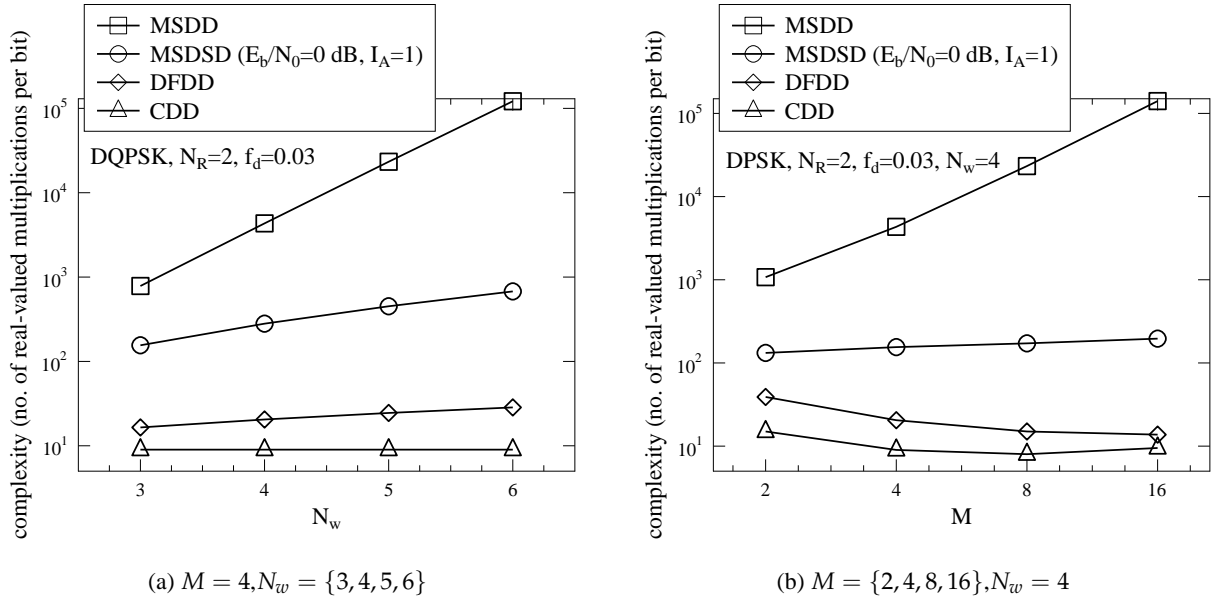 MSDD
MSDSD (E_b/N_0=0 dB, I_A=1)
DFDD
CDD
DQPSK, N_R=2, f_d=0.03
complexity (no. of real-valued multiplications per bit)
10^5
10^4
10^3
10^2
10^1
3 4 5 6
N_w
(a) M = 4,N_w = {3,4,5,6}
MSDD
MSDSD (E_b/N_0=0 dB, I_A=1)
DFDD
CDD
DPSK, N_R=2, f_d=0.03, N_w=4
complexity (no. of real-valued multiplications per bit)
10^5
10^4
10^3
10^2
10^1
2 4 8 16
M
(b) M = {2,4,8,16},N_w = 4